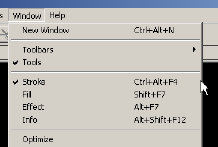 Window Help
New Window Ctrl+Alt+N
Toolbars
Tools
Stroke Ctrl+Alt+F4
Fill Shift+F7
Effect Alt+F7
Info Alt+Shift+F12
Optimize